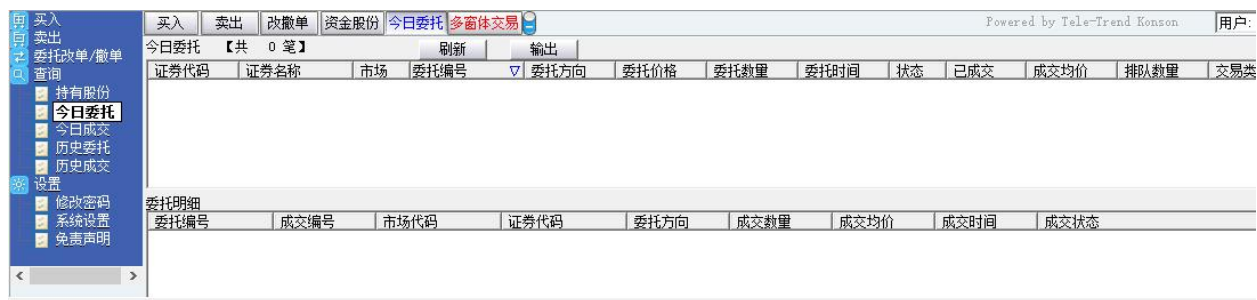 买入 卖出 改撤单 资金股份 今日委托 多窗体交易 Powered by Tele-Trend Konson 用户:
今日委托 【共 0 笔】 刷新 输出
证券代码 证券名称 市场 委托编号 委托方向 委托价格 委托数量 委托时间 状态 已成交 成交均价 排队数量 交易类
委托明细
委托编号 成交编号 市场代码 证券代码 委托方向 成交数量 成交均价 成交时间 成交状态
买入
卖出
委托改单/撤单
查询
持有股份
今日委托
今日成交
历史委托
历史成交
设置
修改密码
系统设置
免责声明